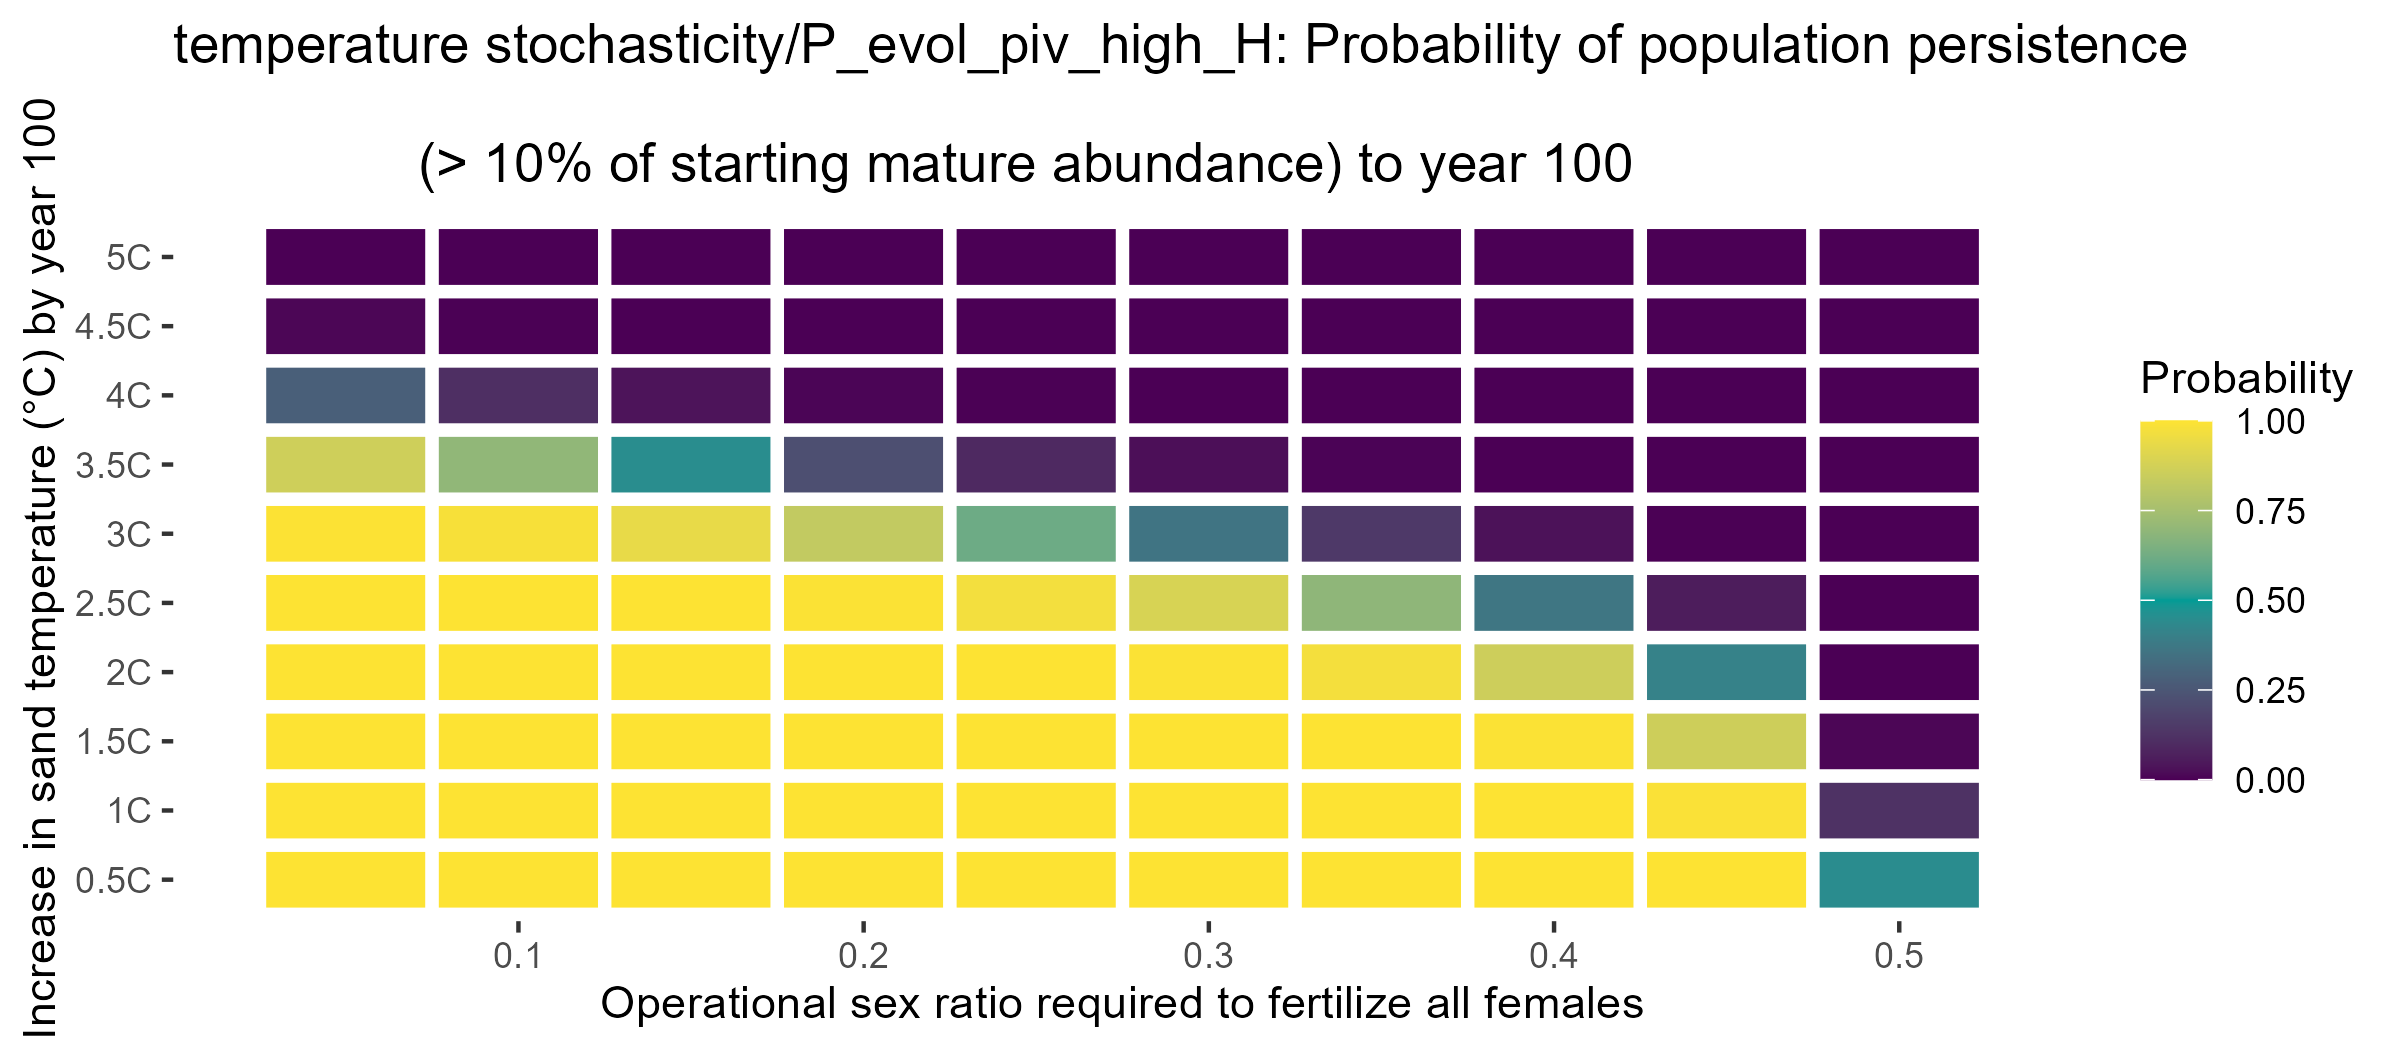 temperature stochasticity/P_evol_piv_high_H: Probability of population persistence
(> 10% of starting mature abundance) to year 100
Increase in sand temperature (°C) by year 100
5C
4.5C
4C
3.5C
3C
2.5C
2C
1.5C
1C
0.5C
0.1
0.2
0.3
0.4
0.5
Operational sex ratio required to fertilize all females
Probability
1.00
0.75
0.50
0.25
0.00